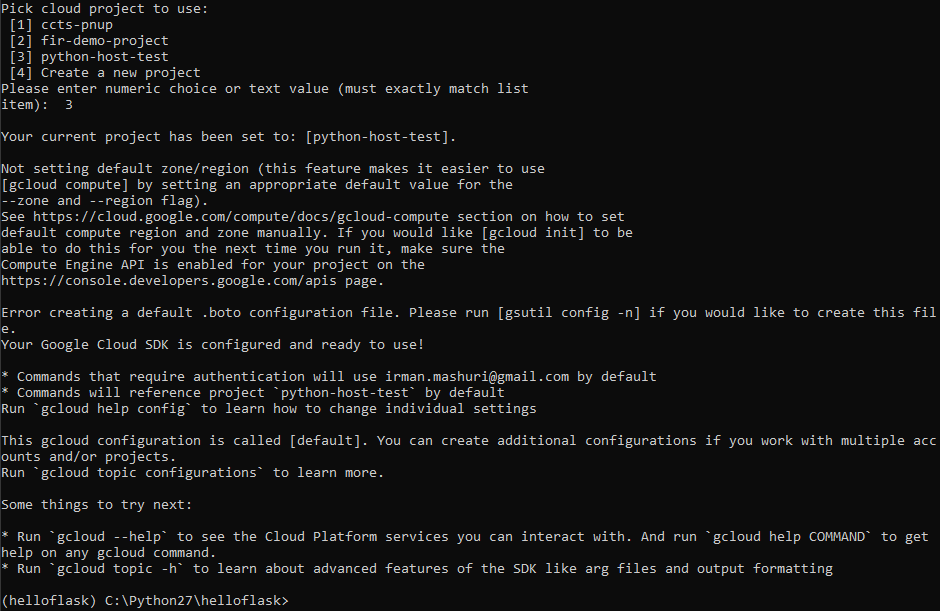 Pick cloud project to use:
[1] ccts-pnup
[2] fir-demo-project
[3] python-host-test
[4] Create a new project
Please enter numeric choice or text value (must exactly match list
item):  3
Your current project has been set to: [python-host-test].
Not setting default zone/region (this feature makes it easier to use
[gcloud compute] by setting an appropriate default value for the
--zone and --region flag).
See https://cloud.google.com/compute/docs/gcloud-compute section on how to set
default compute region and zone manually. If you would like [gcloud init] to be
able to do this for you the next time you run it, make sure the
Compute Engine API is enabled for your project on the
https://console.developers.google.com/apis page.
Error creating a default .boto configuration file. Please run [gsutil config -n] if you would like to create this fil
e.
Your Google Cloud SDK is configured and ready to use!
* Commands that require authentication will use irman.mashuri@gmail.com by default
* Commands will reference project `python-host-test` by default
Run `gcloud help config` to learn how to change individual settings
This gcloud configuration is called [default]. You can create additional configurations if you work with multiple acc
ounts and/or projects.
Run `gcloud topic configurations` to learn more.
Some things to try next:
* Run `gcloud --help` to see the Cloud Platform services you can interact with. And run `gcloud help COMMAND` to get
help on any gcloud command.
* Run `gcloud topic -h` to learn about advanced features of the SDK like arg files and output formatting
(helloflask) C:\Python27\helloflask>